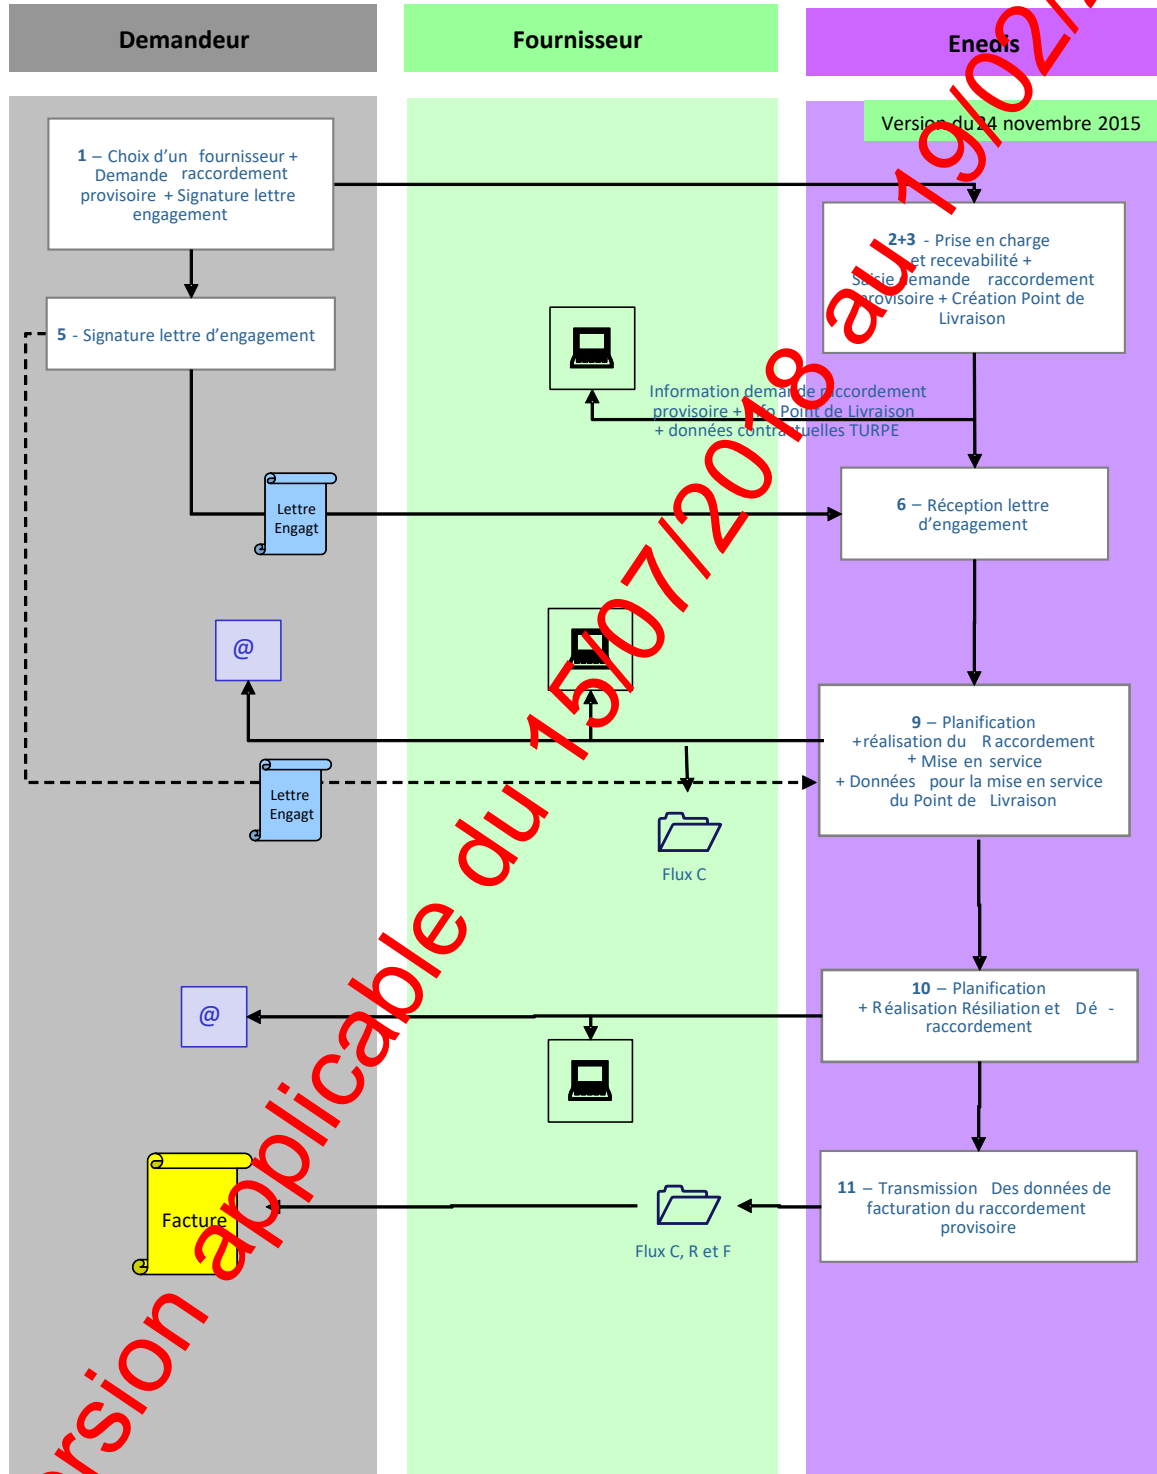 Demandeur
Fournisseur
Enedis
Version du 24 novembre 2015
1 – Choix d’un fournisseur +
Demande raccordement
provisoire + Signature lettre
engagement
2+3 - Prise en charge
et recevabilité +
Saisie demande raccordement
provisoire + Création Point de
Livraison
5 - Signature lettre d’engagement
Information demande raccordement
provisoire + Info Point de Livraison
+ données contractuelles TURPE
Lettre
Engagt
6 – Réception lettre
d’engagement
@
9 – Planification
+réalisation du Raccordement
+ Mise en service
+ Données pour la mise en service
du Point de Livraison
Lettre
Engagt
Flux C
10 – Planification
+ Réalisation Résiliation et Dé -
raccordement
@
11 – Transmission Des données de
facturation du raccordement
provisoire
Facture
Flux C, R et F
ersion applicable du 15/07/2018 au 19/02/